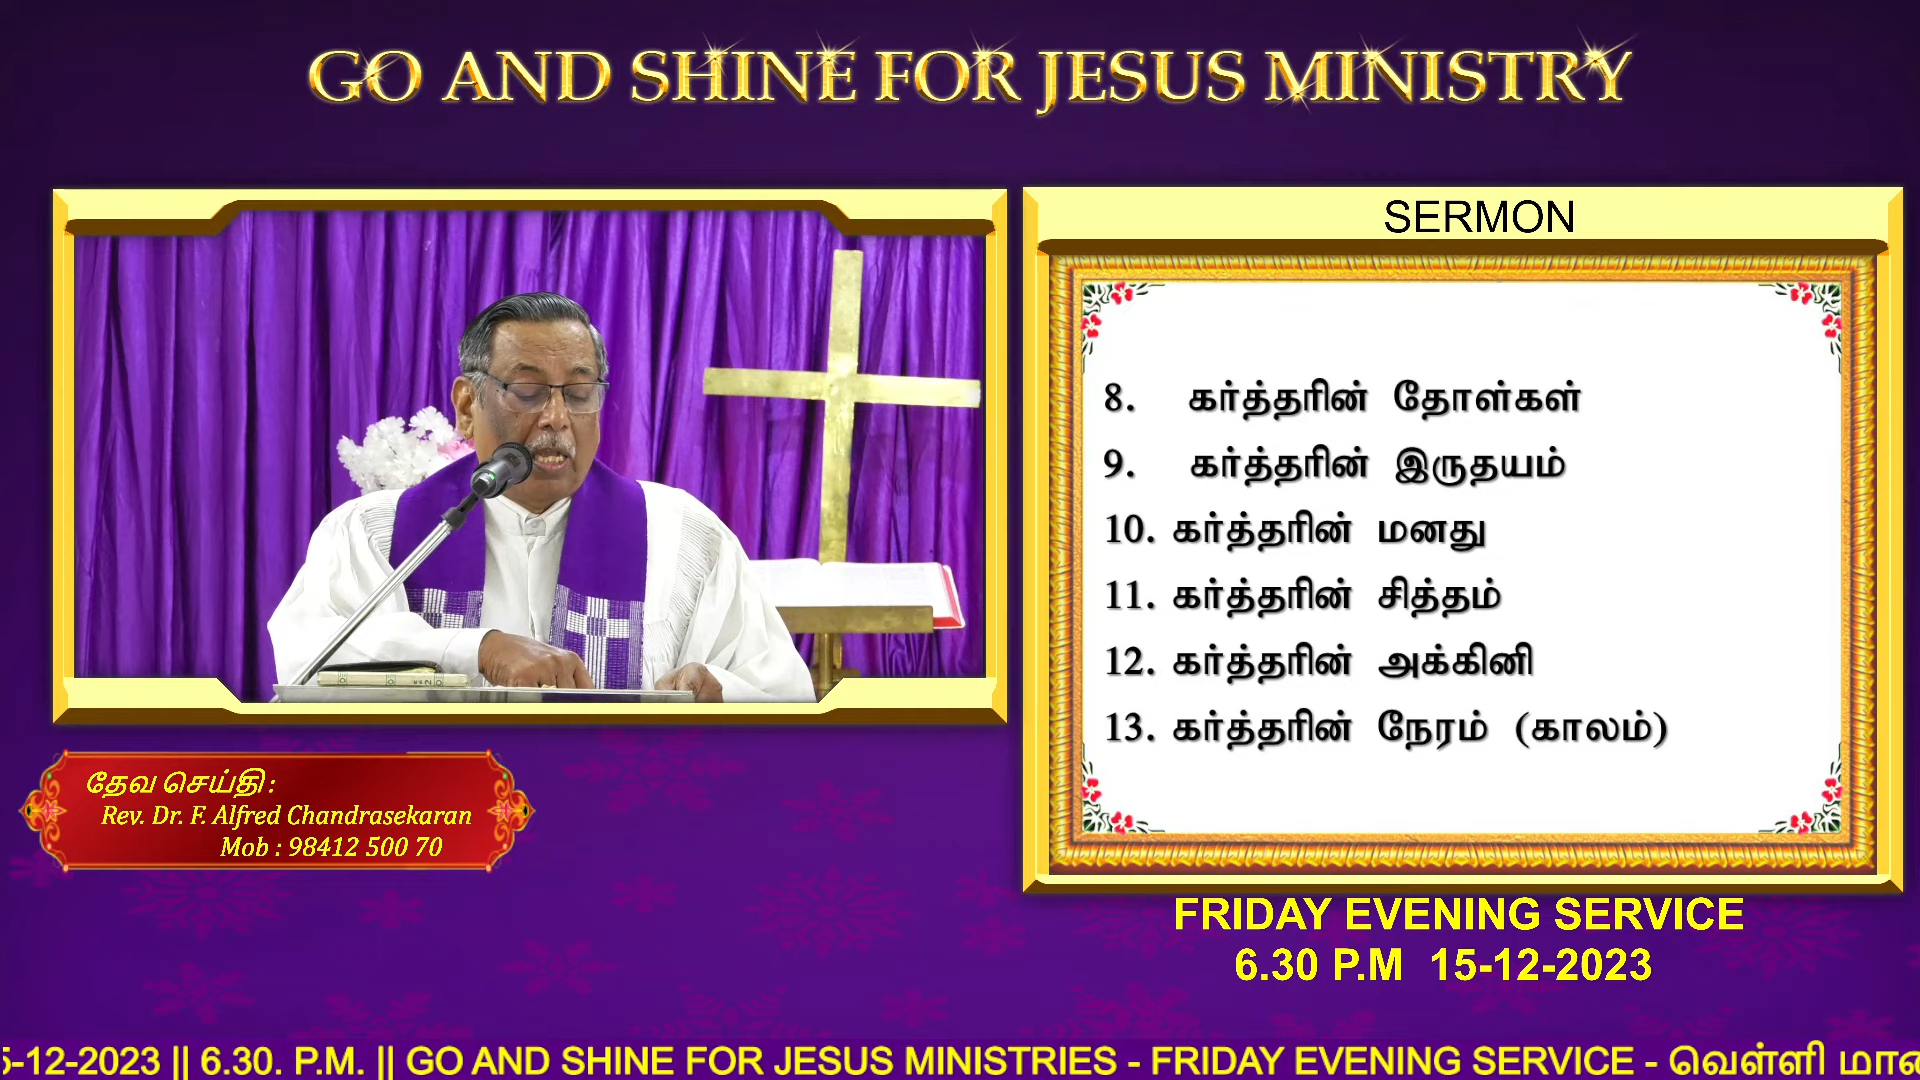 GO AND SHINE FOR JESUS MINISTRY
SERMON
8. கர்த்தரின் தோள்கள்
9. கர்த்தரின் இருதயம்
10. கர்த்தரின் மனது
11. கர்த்தரின் சித்தம்
12. கர்த்தரின் அக்கினி
13. கர்த்தரின் நேரம் (காலம்)
தேவ செய்தி :
Rev. Dr. F. Alfred Chandrasekaran
Mob : 98412 500 70
FRIDAY EVENING SERVICE
6.30 P.M 15-12-2023
5-12-2023 || 6.30. P.M. || GO AND SHINE FOR JESUS MINISTRIES - FRIDAY EVENING SERVICE - வெள்ளி